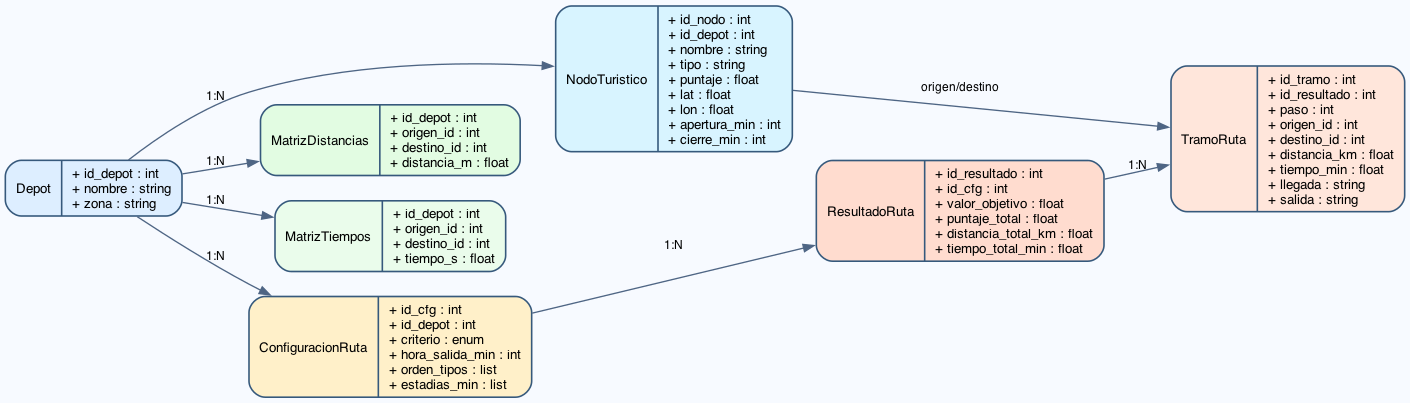 Depot
+ id_depot : int
+ nombre : string
+ zona : string
1:N
1:N
1:N
1:N
MatrizDistancias
+ id_depot : int
+ origen_id : int
+ destino_id : int
+ distancia_m : float
MatrizTiempos
+ id_depot : int
+ origen_id : int
+ destino_id : int
+ tiempo_s : float
ConfiguracionRuta
+ id_cfg : int
+ id_depot : int
+ criterio : enum
+ hora_salida_min : int
+ orden_tipos : list
+ estadias_min : list
NodoTuristico
+ id_nodo : int
+ id_depot : int
+ nombre : string
+ tipo : string
+ puntaje : float
+ lat : float
+ lon : float
+ apertura_min : int
+ cierre_min : int
1:N
origen/destino
ResultadoRuta
+ id_resultado : int
+ id_cfg : int
+ valor_objetivo : float
+ puntaje_total : float
+ distancia_total_km : float
+ tiempo_total_min : float
1:N
TramoRuta
+ id_tramo : int
+ id_resultado : int
+ paso : int
+ origen_id : int
+ destino_id : int
+ distancia_km : float
+ tiempo_min : float
+ llegada : string
+ salida : string